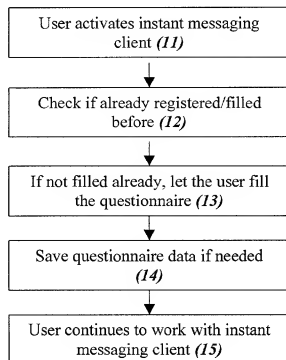 User activates instant messaging
client (11)
Check if already registered/filled
before (12)
If not filled already, let the user fill
the questionnaire (13)
Save questionnaire data if needed
(14)
User continues to work with instant
messaging client (15)